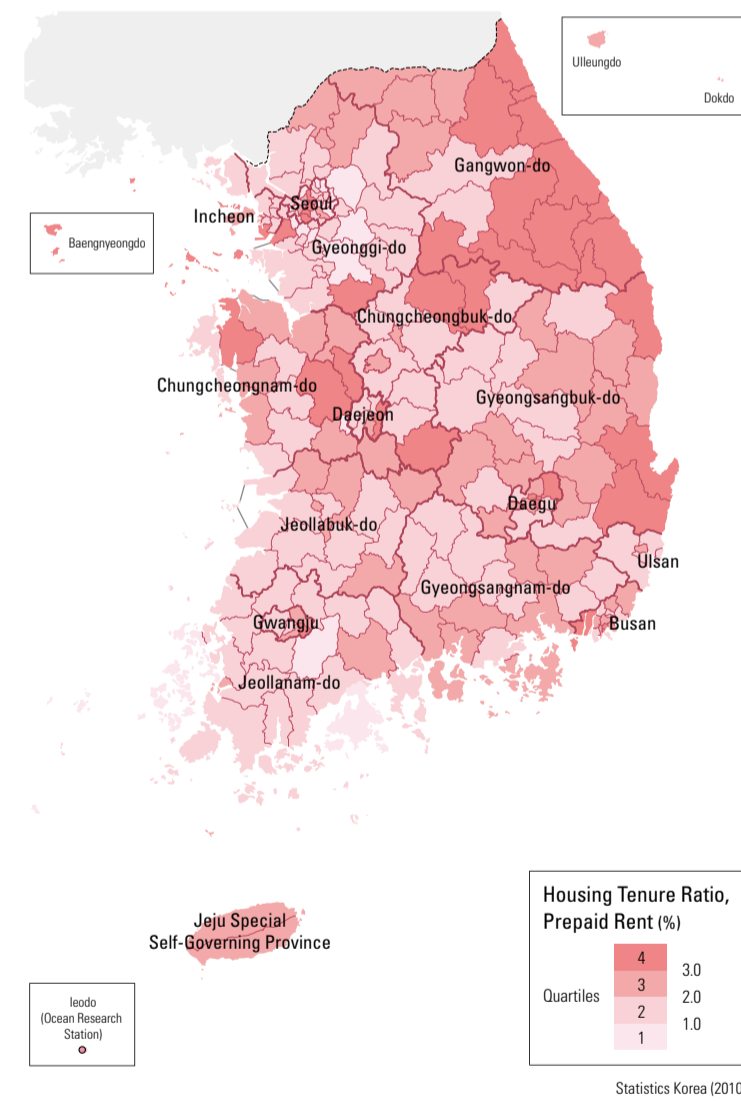 Ulleungdo
Dokdo
Gangwon-do
Seoul
Incheon
Baengnyeongdo
Gyeonggi-do
Chungcheongbuk-do
Chungcheongnam-do
Gyeongsangbuk-do
Daejeon
Daegu
Jeollabuk-do
Ulsan
Gyeongsangnam-do
Gwangju
Busan
Jeollanam-do
Jeju Special
Self-Governing Province
Housing Tenure Ratio,
Prepaid Rent (%)
Quartiles
4
3
2
1
3.0
2.0
1.0
Ieodo
(Ocean Research
Station)
Statistics Korea (2010